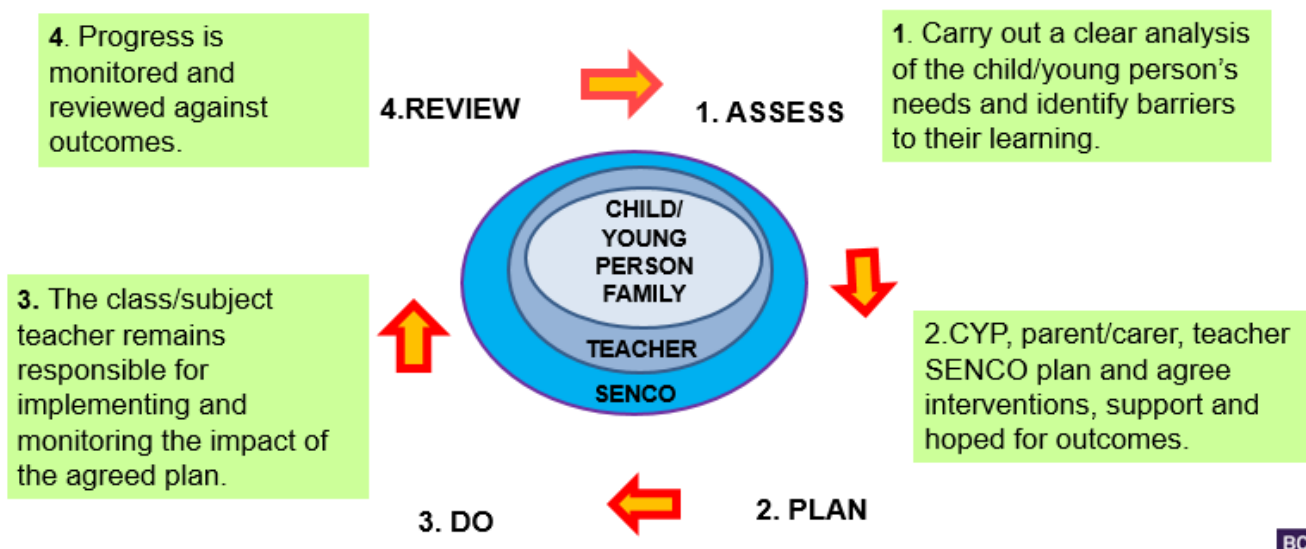 4. Progress is
monitored and
reviewed against
outcomes.
4.REVIEW
1. ASSESS
1. Carry out a clear analysis
of the child/young person’s
needs and identify barriers
to their learning.
CHILD/
YOUNG
PERSON
FAMILY
TEACHER
SENCO
3. The class/subject
teacher remains
responsible for
implementing and
monitoring the impact of
the agreed plan.
2.CYP, parent/carer, teacher
SENCO plan and agree
interventions, support and
hoped for outcomes.
3. DO
2. PLAN